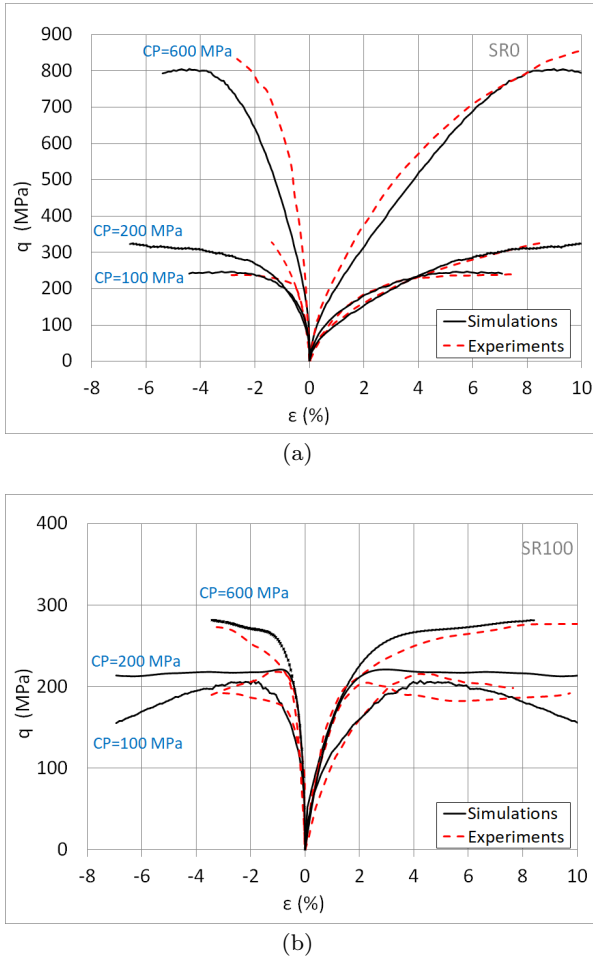 900
800
700
600
500
400
300
200
100
0
q (MPa)
CP=600 MPa
SR0
CP=200 MPa
CP=100 MPa
Simulations
Experiments
-8 -6 -4 -2 0 2 4 6 8 10
ε (%)
(a)
400
300
200
100
0
q (MPa)
SR100
CP=600 MPa
CP=200 MPa
CP=100 MPa
Simulations
Experiments
-8 -6 -4 -2 0 2 4 6 8 10
ε (%)
(b)